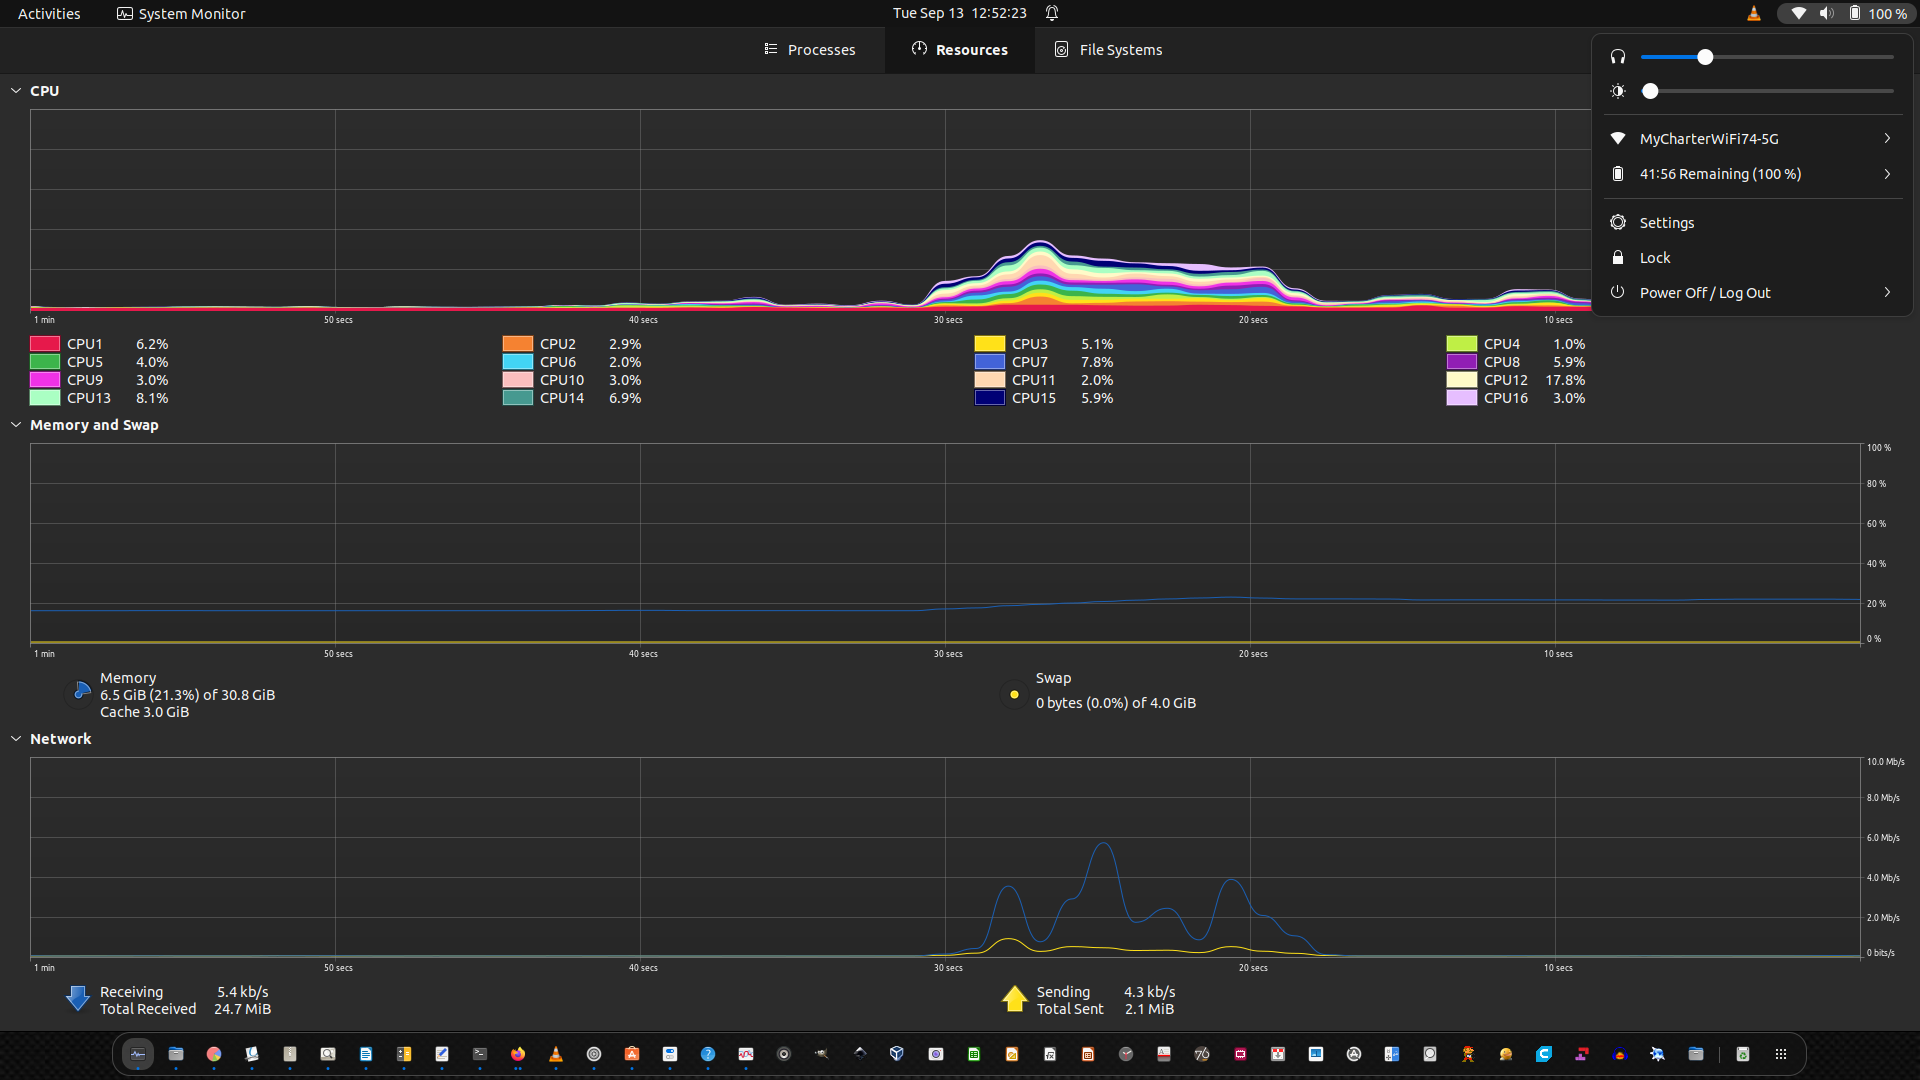 Activities System Monitor Tue Sep 13 12:52:23 100 %
Processes Resources File Systems
CPU
1 min 50 secs 40 secs 30 secs 20 secs 10 secs
CPU1 6.2% CPU2 2.9% CPU3 5.1% CPU4 1.0%
CPU5 4.0% CPU6 2.0% CPU7 7.8% CPU8 5.9%
CPU9 3.0% CPU10 3.0% CPU11 2.0% CPU12 17.8%
CPU13 8.1% CPU14 6.9% CPU15 5.9% CPU16 3.0%
MyCharterWiFi74-5G
41:56 Remaining (100 %)
Settings
Lock
Power Off / Log Out
Memory and Swap
100 %
80 %
60 %
40 %
20 %
0 %
1 min 50 secs 40 secs 30 secs 20 secs 10 secs
Memory
6.5 GiB (21.3%) of 30.8 GiB
Cache 3.0 GiB
Swap
0 bytes (0.0%) of 4.0 GiB
Network
10.0 Mb/s
8.0 Mb/s
6.0 Mb/s
4.0 Mb/s
2.0 Mb/s
0 bits/s
1 min 50 secs 40 secs 30 secs 20 secs 10 secs
Receiving 5.4 kb/s
Total Received 24.7 MiB
Sending 4.3 kb/s
Total Sent 2.1 MiB